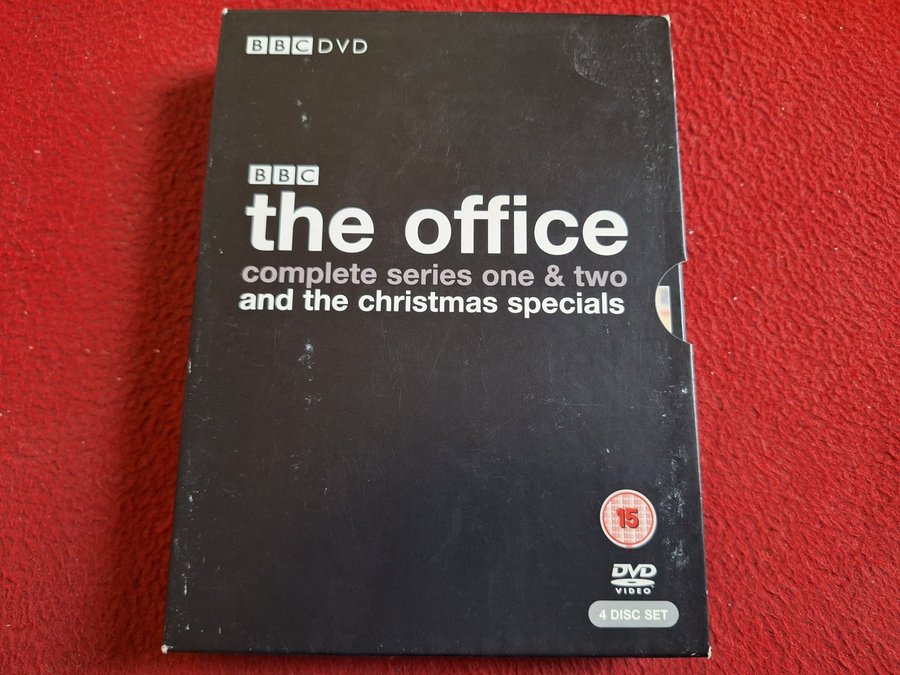 BBC DVD
BBC
the office
complete series one & two
and the christmas specials
15
DVD
VIDEO
4 DISC SET